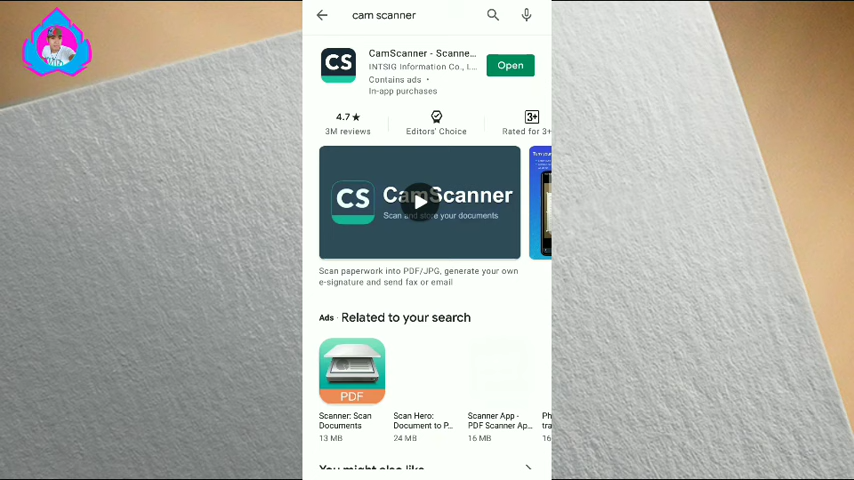 cam scanner
CS
CamScanner - Scanne...
INTSIG Information Co., I...
Contains ads •
In-app purchases
Open
4.7★
3M reviews
Editors' Choice
3+
Rated for 3+
CS CamScanner
Scan and store your documents
Scan paperwork into PDF/JPG, generate your own
e-signature and send fax or email
Ads · Related to your search
PDF
Scanner: Scan
Documents
13 MB
Scan Hero:
Document to P...
24 MB
Scanner App -
PDF Scanner Ap...
16 MB
You might also like